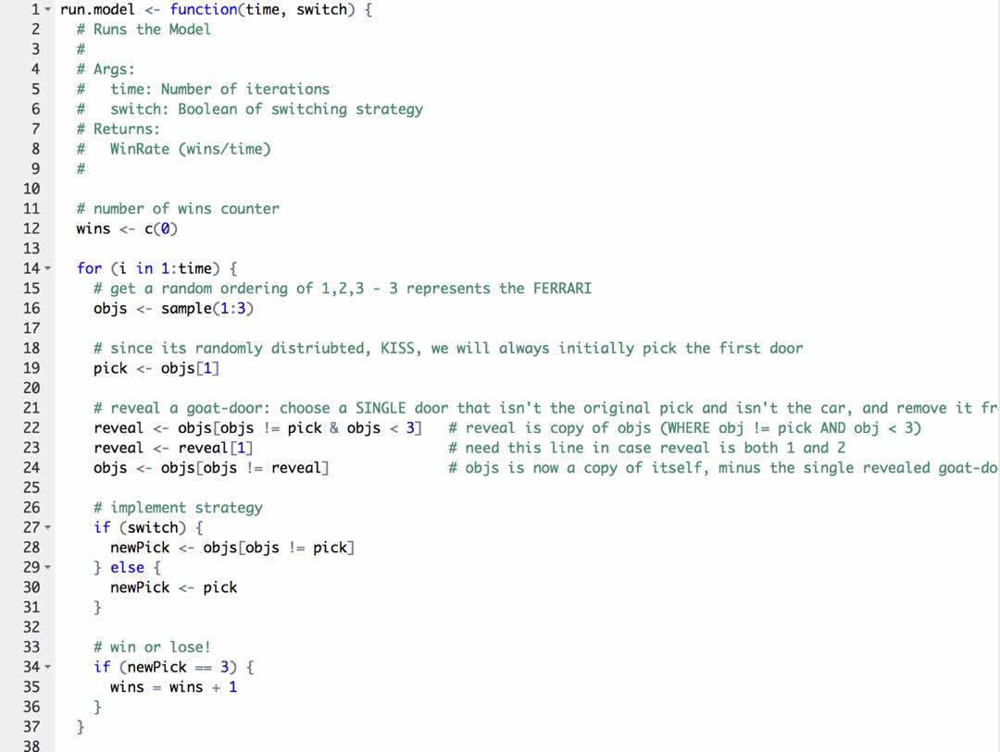 1 run.model <- function(time, switch) {
2 # Runs the Model
3 #
4 # Args:
5 #   time: Number of iterations
6 #   switch: Boolean of switching strategy
7 # Returns:
8 #   WinRate (wins/time)
9 #
10
11 # number of wins counter
12 wins <- c(0)
13
14 for (i in 1:time) {
15 # get a random ordering of 1,2,3 - 3 represents the FERRARI
16 objs <- sample(1:3)
17
18 # since its randomly distriubted, KISS, we will always initially pick the first door
19 pick <- objs[1]
20
21 # reveal a goat-door: choose a SINGLE door that isn't the original pick and isn't the car, and remove it
22 reveal <- objs[objs != pick & objs < 3]   # reveal is copy of objs (WHERE obj != pick AND obj < 3)
23 reveal <- reveal[1]   # need this line in case reveal is both 1 and 2
24 objs <- objs[objs != reveal]   # objs is now a copy of itself, minus the single revealed
25
26 # implement strategy
27 if (switch) {
28 newPick <- objs[objs != pick]
29 } else {
30 newPick <- pick
31 }
32
33 # win or lose!
34 if (newPick == 3) {
35 wins = wins + 1
36 }
37 }
38